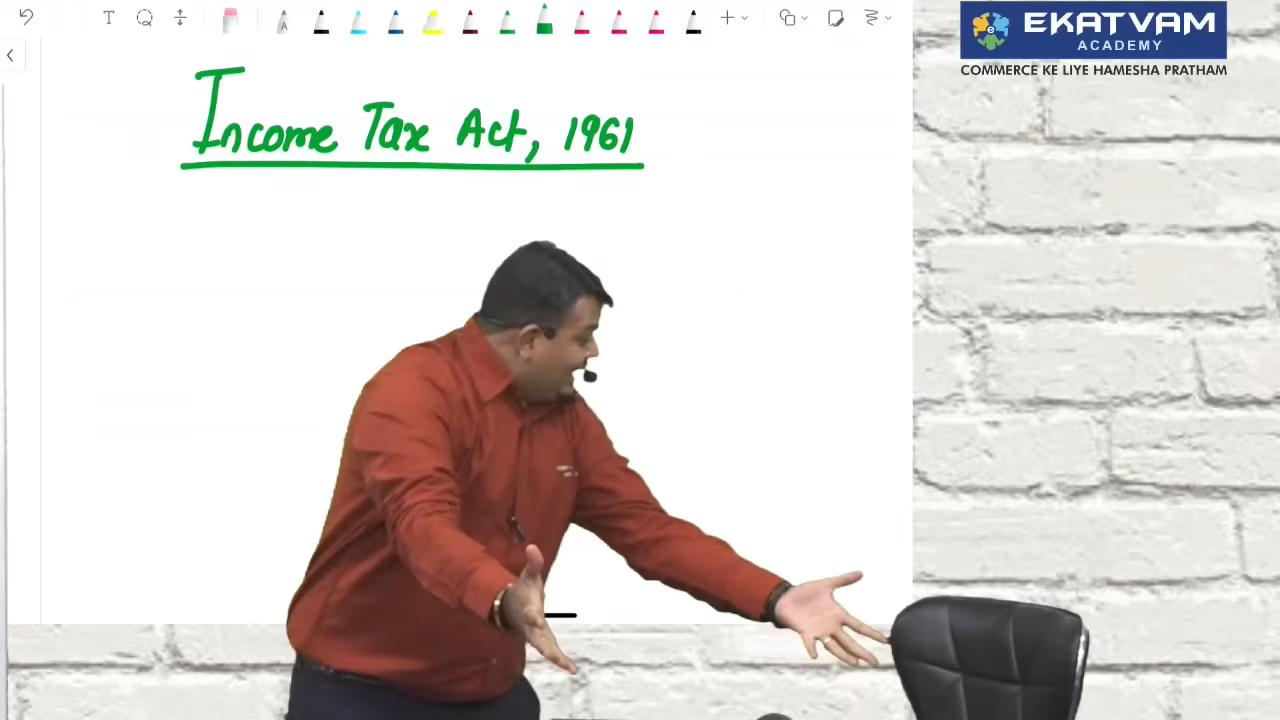 EKATVAM
ACADEMY
COMMERCE KE LIYE HAMESHA PRATHAM
Income Tax Act, 1961